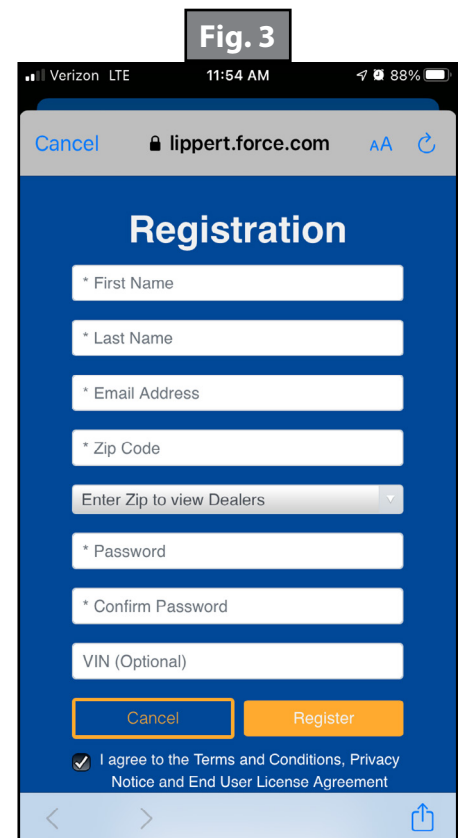 Fig. 3
Verizon LTE 11:54 AM 88%
Cancel lippert.force.com AA
Registration
* First Name
* Last Name
* Email Address
* Zip Code
Enter Zip to view Dealers
* Password
* Confirm Password
VIN (Optional)
Cancel Register
I agree to the Terms and Conditions, Privacy
Notice and End User License Agreement